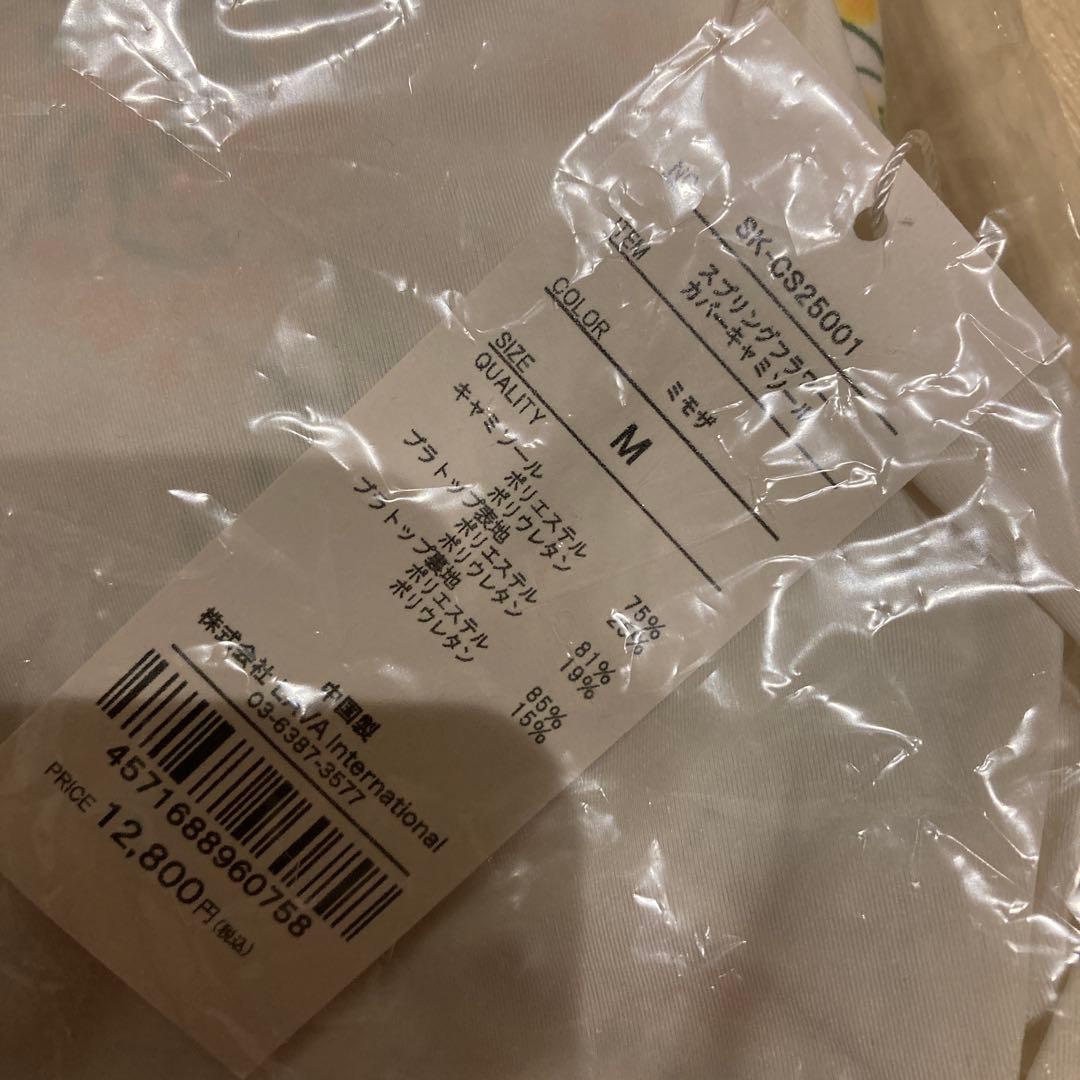 NO
SK-CS25001
ITEM
スプリングフラワー
カバーキャミソール
COLOR
ミモザ
SIZE
M
QUALITY
キャミソール
ポリエステル 75%
ポリウレタン 25%
ブラトップ表地
ポリエステル 81%
ポリウレタン 19%
ブラトップ裏地
ポリエステル 85%
ポリウレタン 15%
中国製
株式会社 LAVA International
03-6387-3577
4571688960758
PRICE 12,800円(税込)